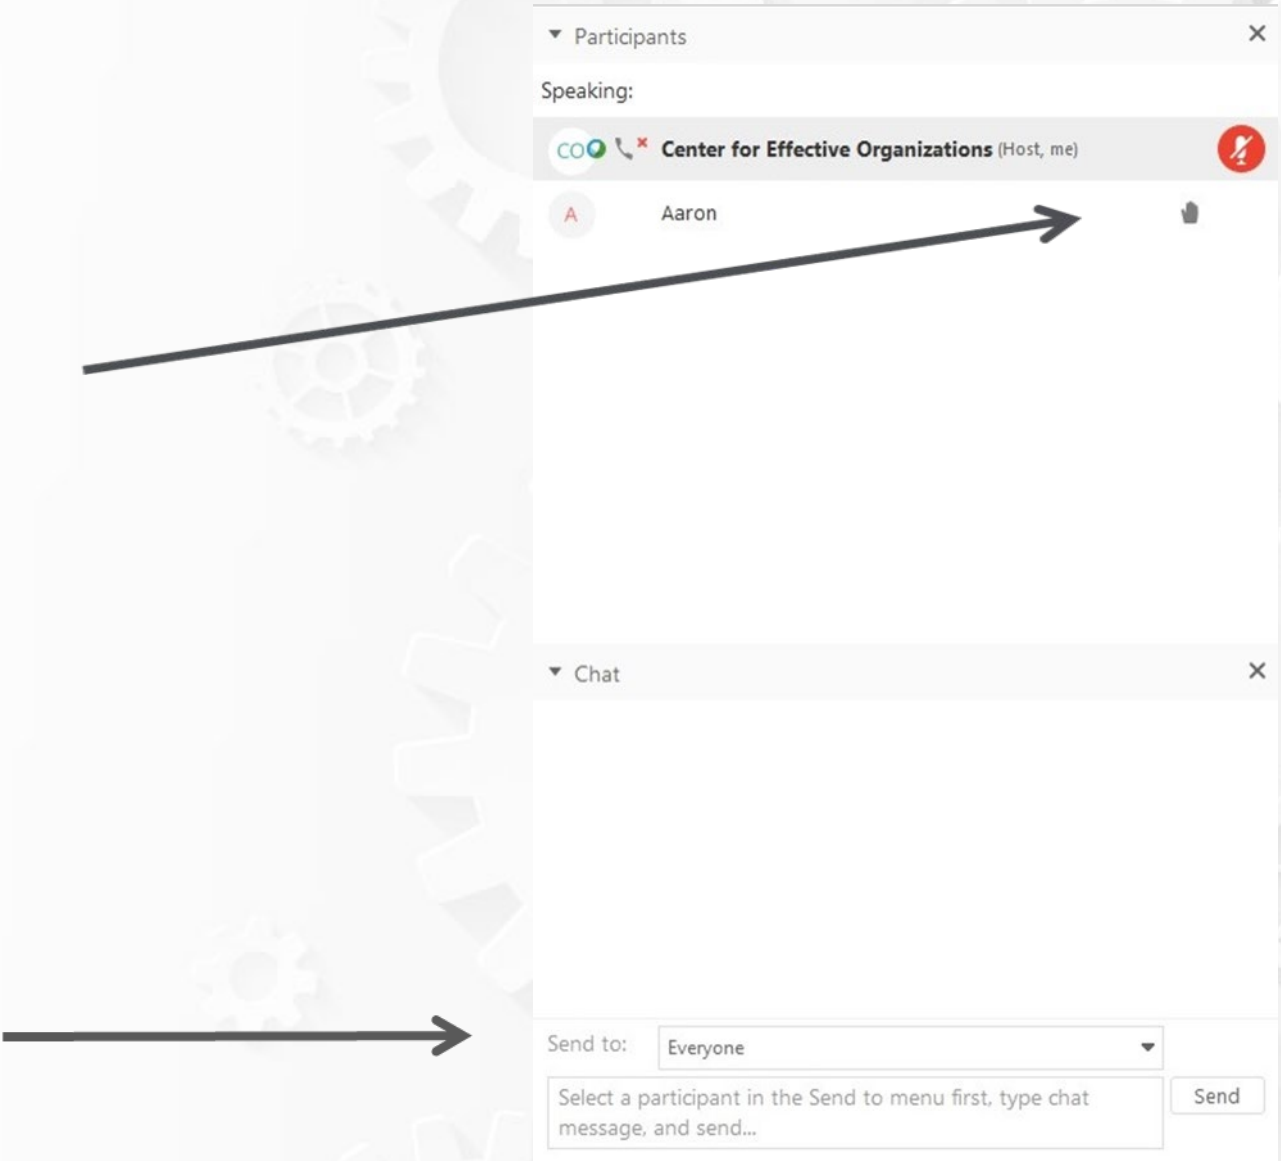 Participants
Speaking:
CO Center for Effective Organizations (Host, me)
A Aaron
Chat
Send to: Everyone
Select a participant in the Send to menu first, type chat
message, and send...
Send